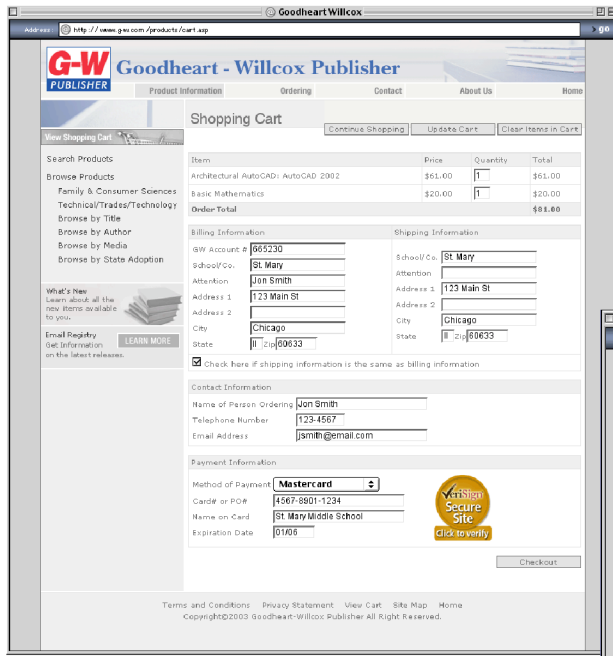 Goodheart Willcox
Address: http://www.g-w.com/products/cart.asp
go
G-W
PUBLISHER
Goodheart - Willcox Publisher
Product Information Ordering Contact About Us Home
View Shopping Cart
Shopping Cart
Continue Shopping Update Cart Clear Items in Cart
Search Products
Browse Products
Family & Consumer Sciences
Technical/Trades/Technology
Browse by Title
Browse by Author
Browse by Media
Browse by State Adoption
What's New
Learn about all the
new items available
to you.
Email Registry
Get Information
on the latest releases.
LEARN MORE
Item Price Quantity Total
Architectural AutoCAD: AutoCAD 2002 $61.00 1 $61.00
Basic Mathematics $20.00 1 $20.00
Order Total $81.00
Billing Information
GW Account # 665230
School/Co. St. Mary
Attention Jon Smith
Address 1 123 Main St
Address 2
City Chicago
State Il Zip 60633
Shipping Information
School/Co. St. Mary
Attention
Address 1 123 Main St
Address 2
City Chicago
State Il Zip 60633
Check here if shipping information is the same as billing information
Contact Information
Name of Person Ordering Jon Smith
Telephone Number 123-4567
Email Address jsmith@email.com
Payment Information
Method of Payment Mastercard
Card# or PO# 4567-8901-1234
Name on Card St. Mary Middle School
Expiration Date 01/06
VeriSign
Secure
Site
Click to verify
Checkout
Terms and Conditions Privacy Statement View Cart Site Map Home
Copyright©2003 Goodheart-Willcox Publisher All Right Reserved.